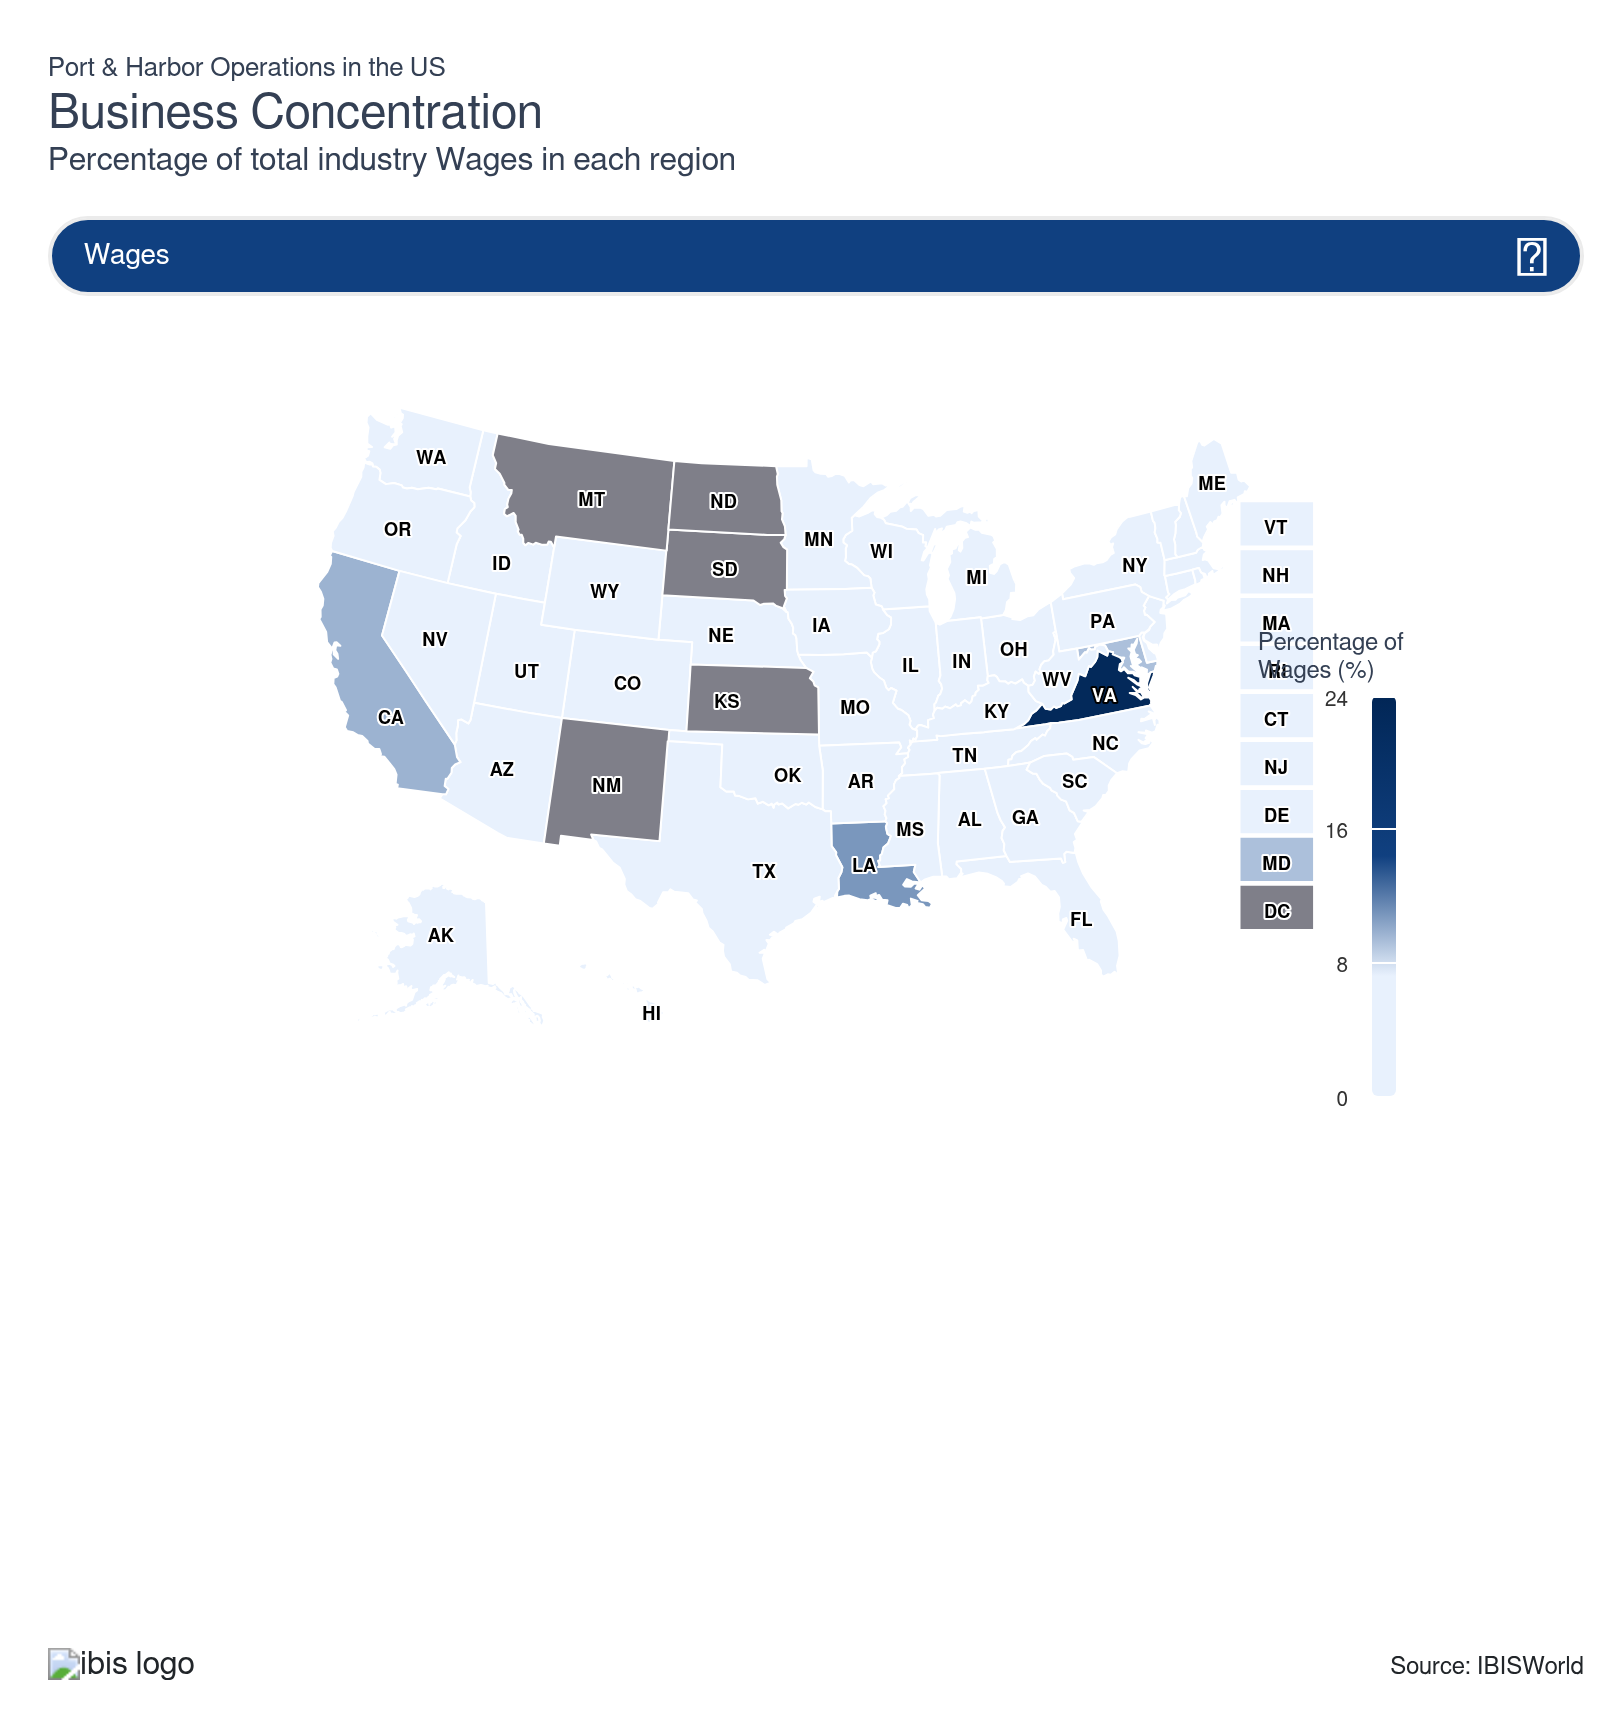 Port & Harbor Operations in the US
Business Concentration
Percentage of total industry Wages in each region
Wages
WA
MT
ND
ME
OR
MN
VT
ID
SD
WI
NY
NH
MI
WY
PA
MA
NV
NE
IA
OH
Percentage of
Wages (%)
RI
UT
CO
IL
IN
WV
VA
24
CA
KS
MO
KY
CT
AZ
NM
OK
AR
TN
NC
NJ
SC
TX
LA
MS
AL
GA
DE
16
MD
AK
FL
DC
8
HI
0
ibis logo
Source: IBISWorld